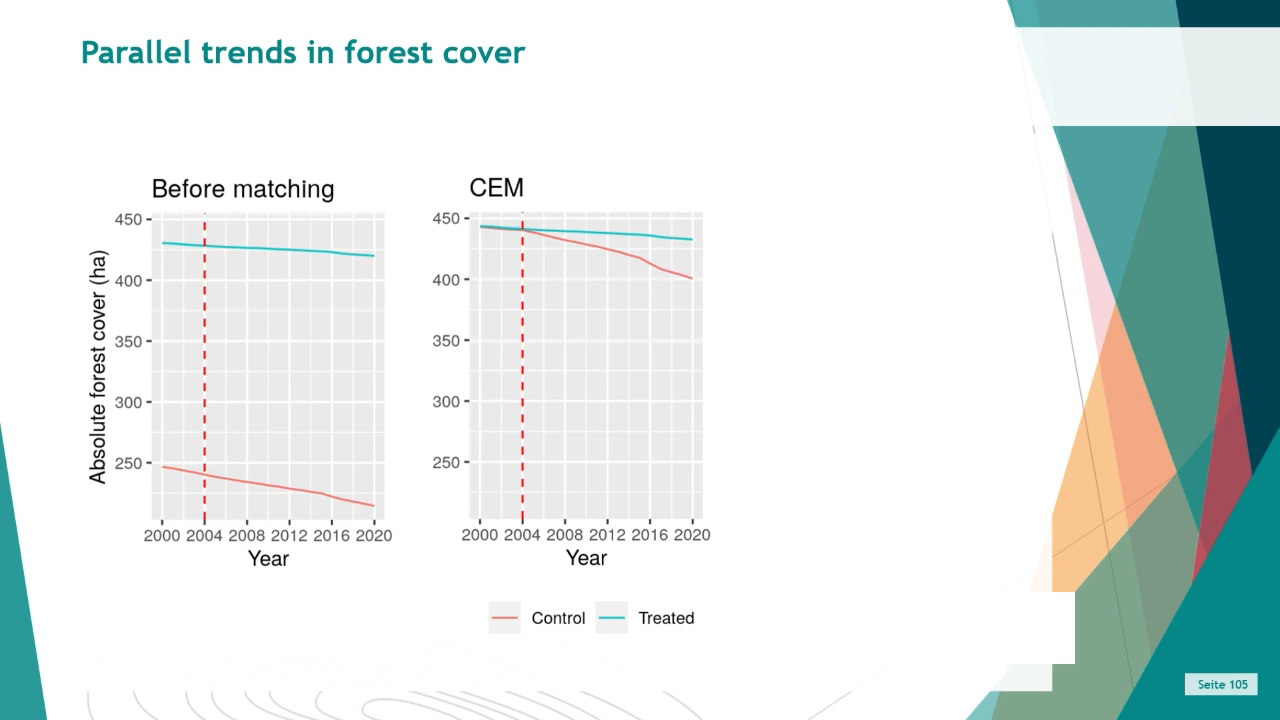 Parallel trends in forest cover
Before matching
CEM
Absolute forest cover (ha)
450
400
350
300
250
2000 2004 2008 2012 2016 2020
Year
450
400
350
300
250
2000 2004 2008 2012 2016 2020
Year
Control Treated
Seite 105